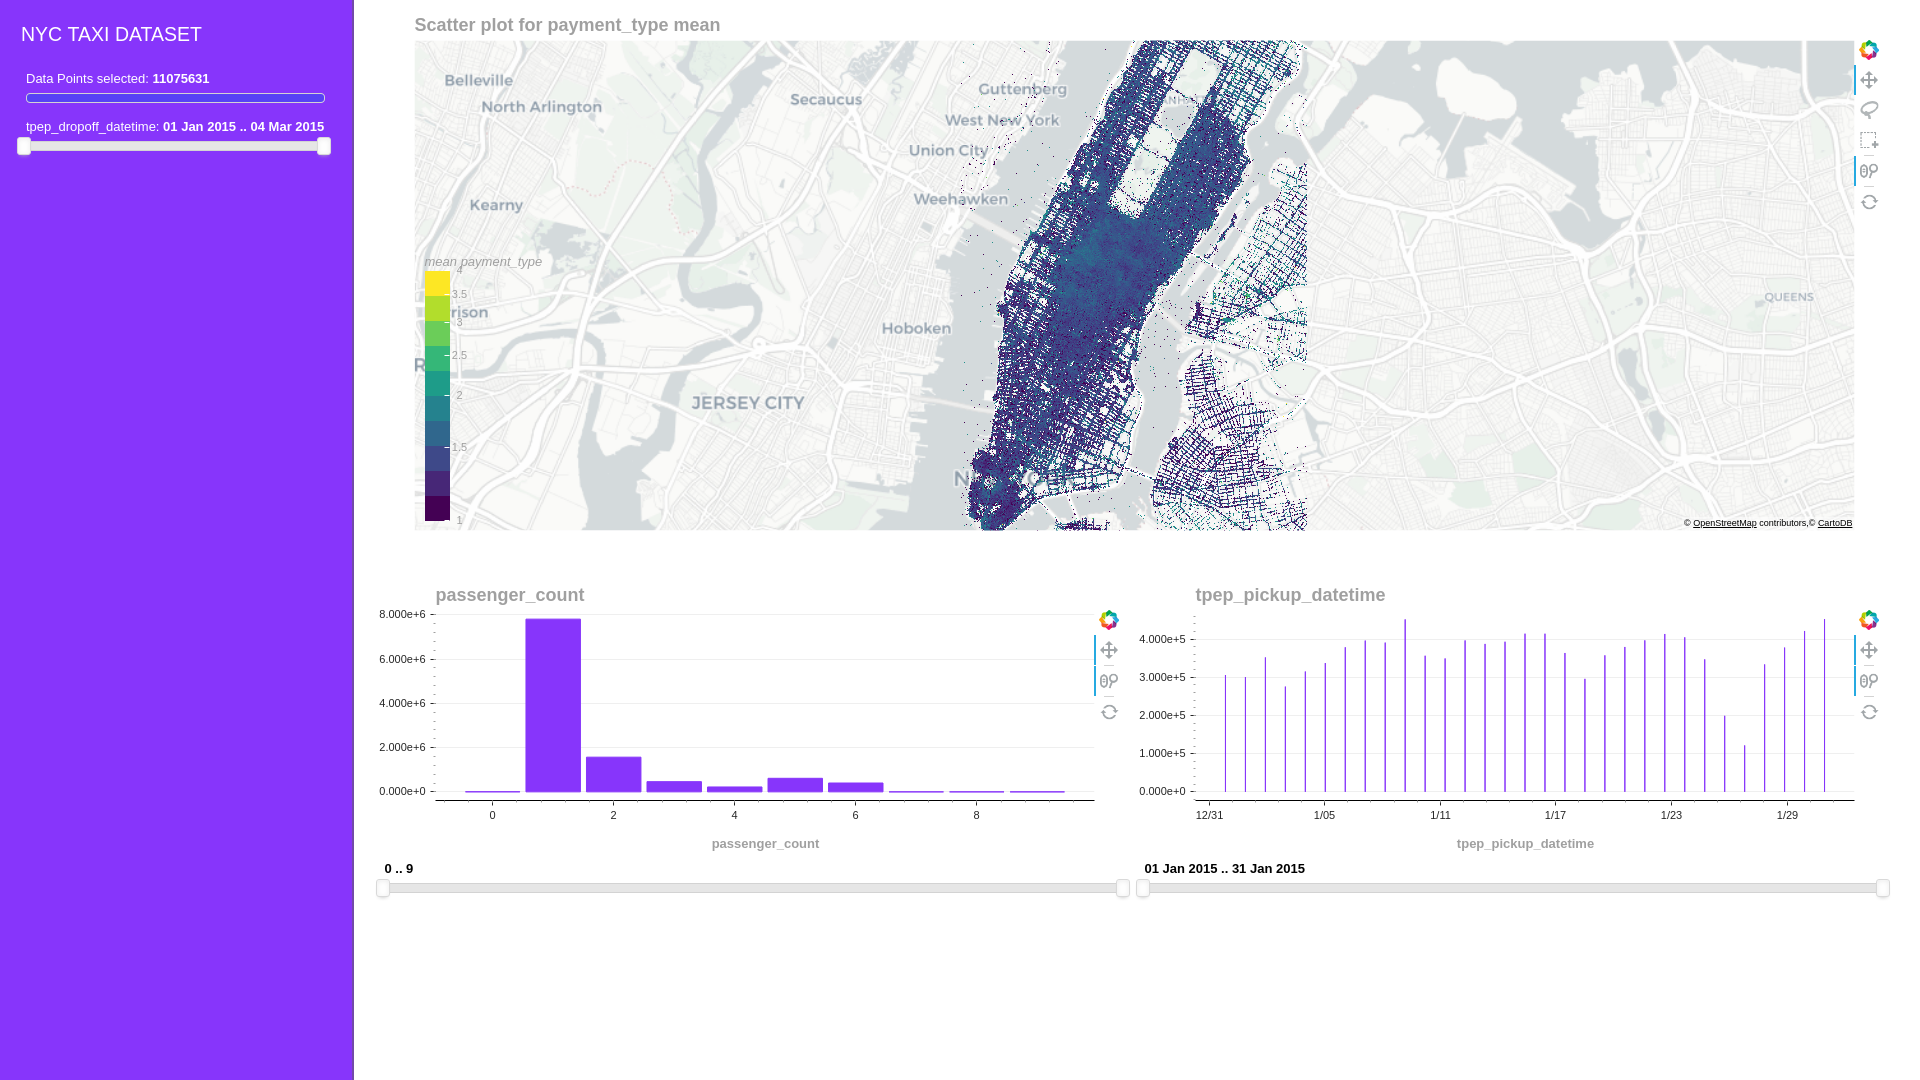 NYC TAXI DATASET
Data Points selected: 11075631
tpep_dropoff_datetime: 01 Jan 2015 .. 04 Mar 2015
Scatter plot for payment_type mean
Belleville
North Arlington
Secaucus
Guttenberg
West New York
Union City
Weehawken
Kearny
Hoboken
JERSEY CITY
QUEENS
mean payment_type
4
3.5
3
2.5
2
1.5
1
© OpenStreetMap contributors,© CartoDB
passenger_count
8.000e+6
6.000e+6
4.000e+6
2.000e+6
0.000e+0
0 2 4 6 8
passenger_count
0 .. 9
tpep_pickup_datetime
4.000e+5
3.000e+5
2.000e+5
1.000e+5
0.000e+0
12/31 1/05 1/11 1/17 1/23 1/29
tpep_pickup_datetime
01 Jan 2015 .. 31 Jan 2015